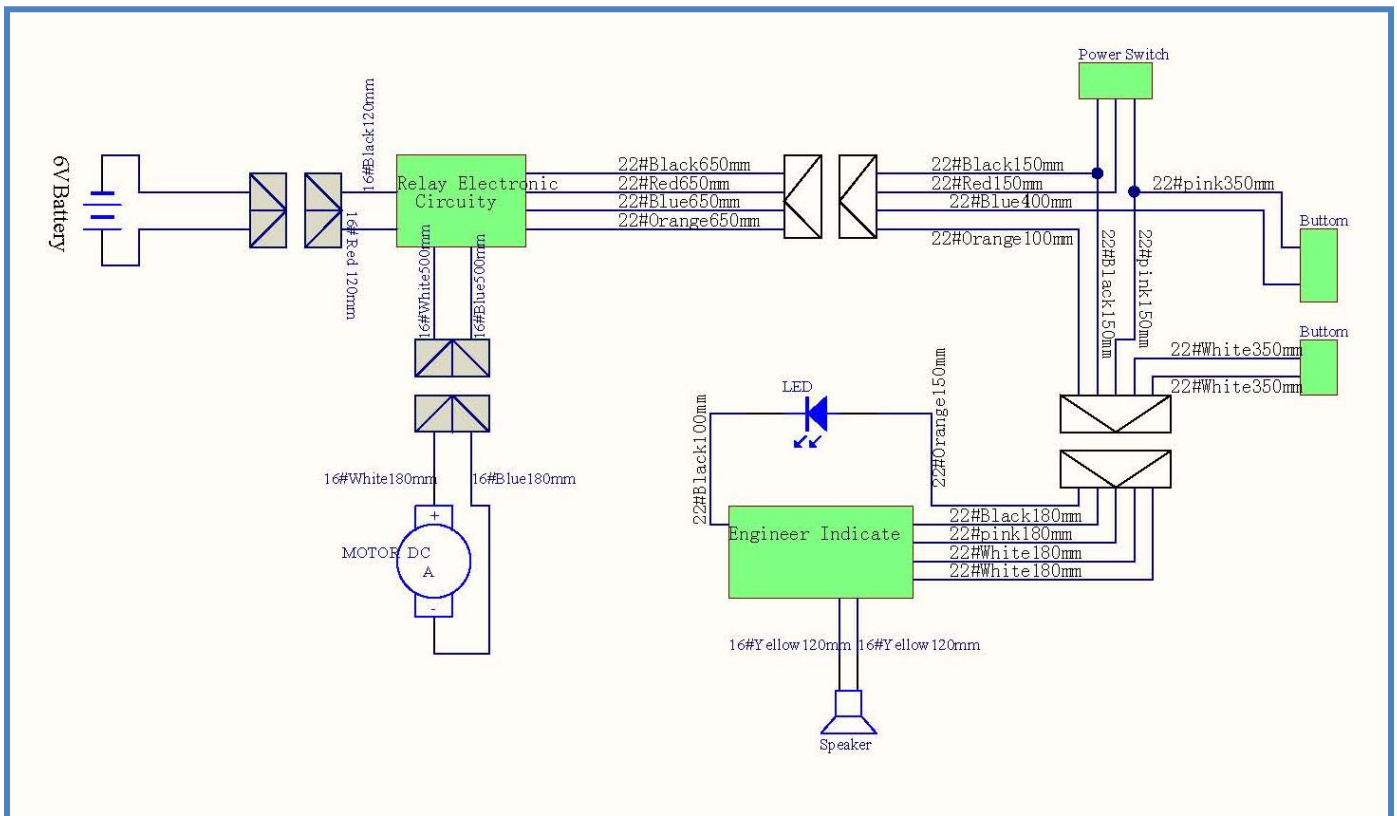 Power Switch
6V Battery
16#Black120mm
16# Red 120mm
Relay Electronic
Circuity
22#Black650mm
22#Red650mm
22#Blue650mm
22#Orange650mm
22#Black150mm
22#Red150mm
22#Blue400mm
22#Orange100mm
22#pink350mm
Buttom
22#Black150mm
22#pink150mm
16#White500mm
16#Blue500mm
Buttom
22#White350mm
22#White350mm
LED
22#Black100mm
22#Orange150mm
16#White180mm
16#Blue180mm
+
MOTOR DC
A
-
Engineer Indicate
22#Black180mm
22#pink180mm
22#White180mm
22#White180mm
16#Yellow120mm
16#Yellow120mm
Speaker